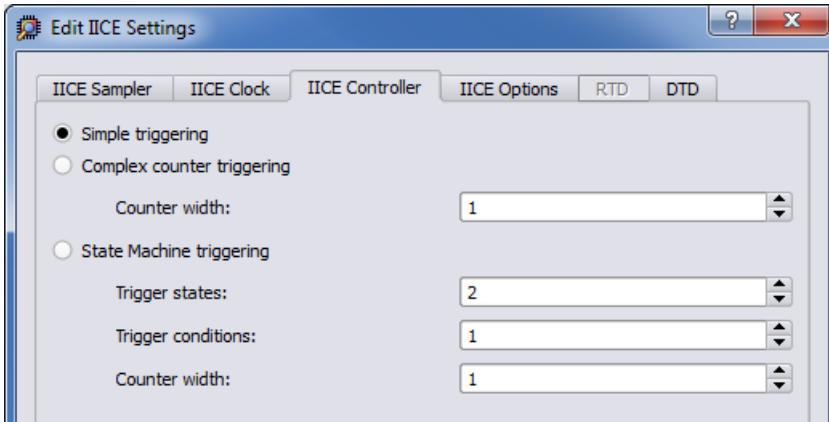 Edit IICE Settings
IICE Sampler IICE Clock IICE Controller IICE Options RTD DTD
Simple triggering
Complex counter triggering
Counter width: 1
State Machine triggering
Trigger states: 2
Trigger conditions: 1
Counter width: 1